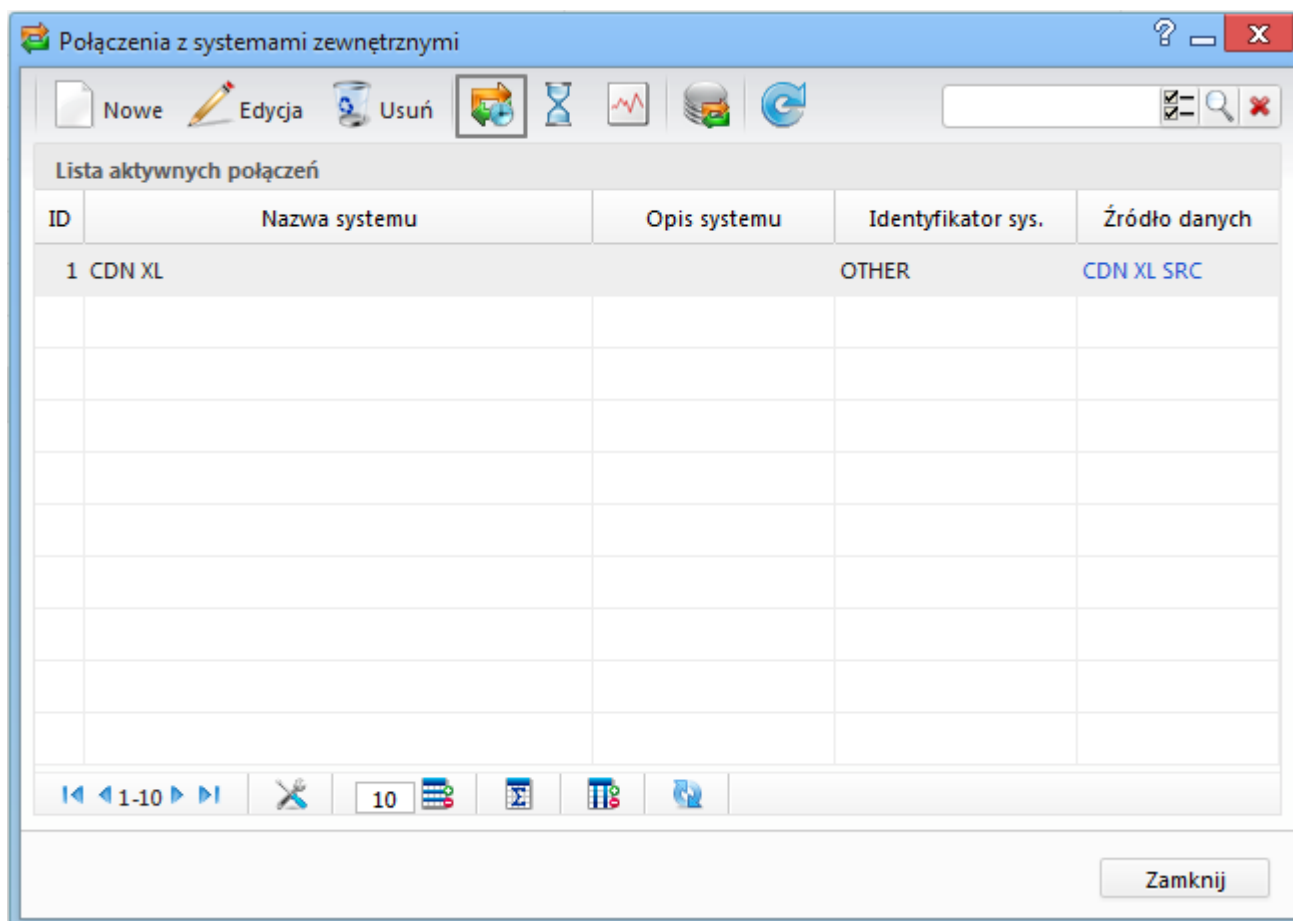 Połączenia z systemami zewnętrznymi
Nowe Edycja Usuń
Lista aktywnych połączeń
ID Nazwa systemu Opis systemu Identyfikator sys. Źródło danych
1 CDN XL OTHER CDN XL SRC
1-10 10
Zamknij